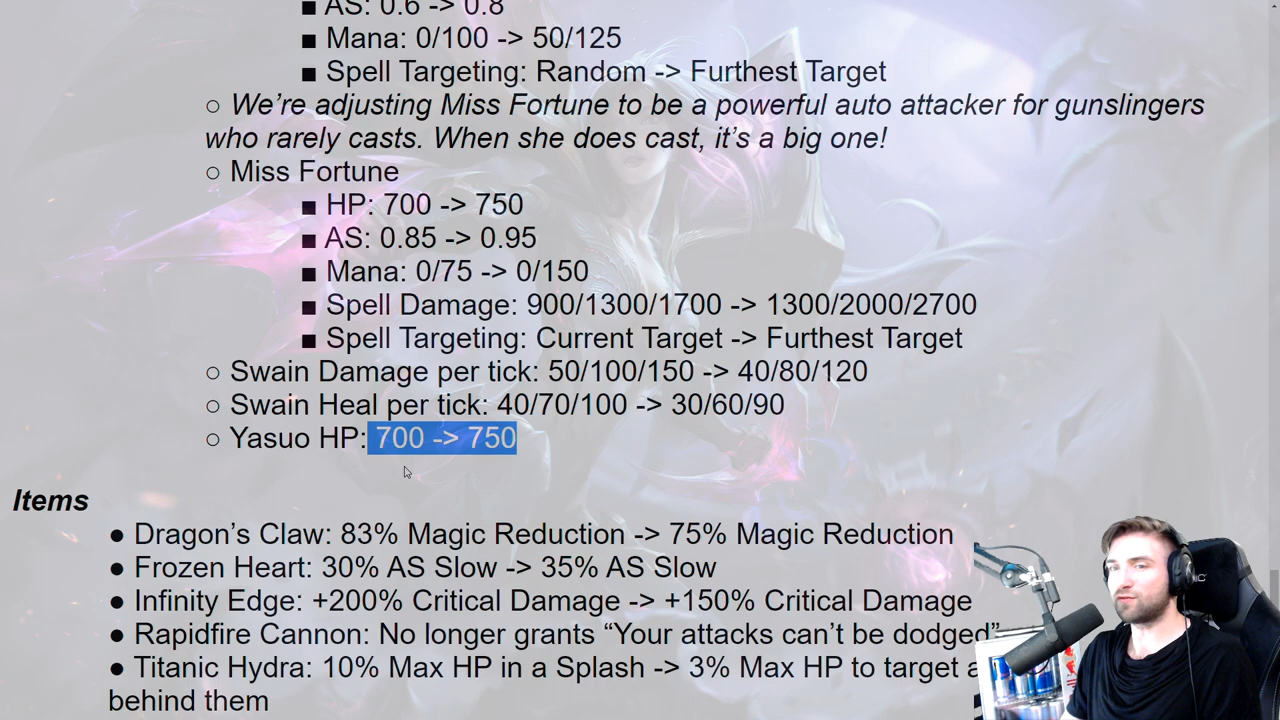 ■ AS: 0.6 -> 0.8
■ Mana: 0/100 -> 50/125
■ Spell Targeting: Random -> Furthest Target
○ We’re adjusting Miss Fortune to be a powerful auto attacker for gunslingers
who rarely casts. When she does cast, it’s a big one!
○ Miss Fortune
■ HP: 700 -> 750
■ AS: 0.85 -> 0.95
■ Mana: 0/75 -> 0/150
■ Spell Damage: 900/1300/1700 -> 1300/2000/2700
■ Spell Targeting: Current Target -> Furthest Target
○ Swain Damage per tick: 50/100/150 -> 40/80/120
○ Swain Heal per tick: 40/70/100 -> 30/60/90
○ Yasuo HP: 700 -> 750
Items
● Dragon’s Claw: 83% Magic Reduction -> 75% Magic Reduction
● Frozen Heart: 30% AS Slow -> 35% AS Slow
● Infinity Edge: +200% Critical Damage -> +150% Critical Damage
● Rapidfire Cannon: No longer grants “Your attacks can’t be dodged”
● Titanic Hydra: 10% Max HP in a Splash -> 3% Max HP to target
behind them